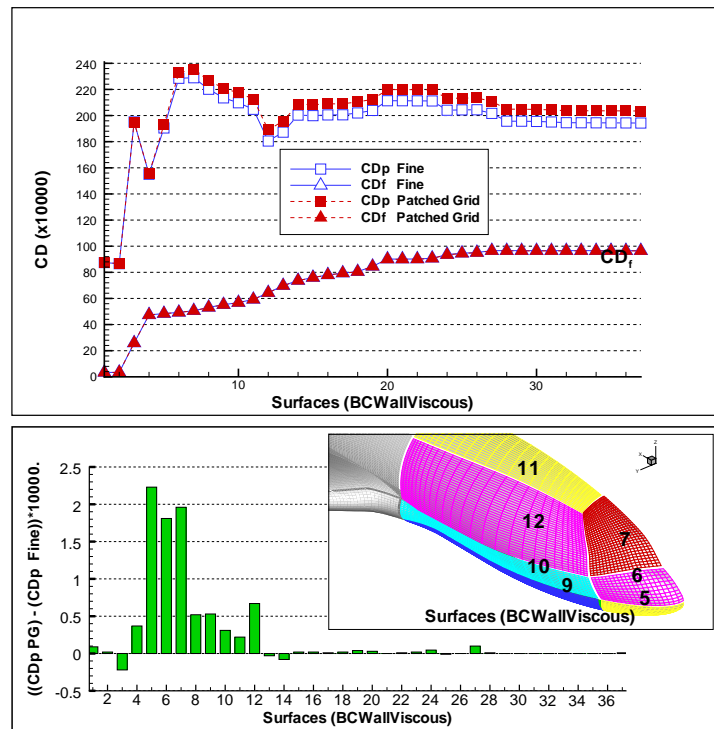 240
220
200
180
160
140
120
100
80
60
40
20
0
CD (x10000)
CDp Fine
CDf Fine
CDp Patched Grid
CDf Patched Grid
CDf
10
20
30
Surfaces (BCWallViscous)
2.5
2
1.5
1
0.5
0
-0.5
((CDp PG) - (CDp Fine))*10000.
11
12
7
10
6
9
5
X
Y
Z
Surfaces (BCWallViscous)
2 4 6 8 10 12 14 16 18 20 22 24 26 28 30 32 34 36
Surfaces (BCWallViscous)